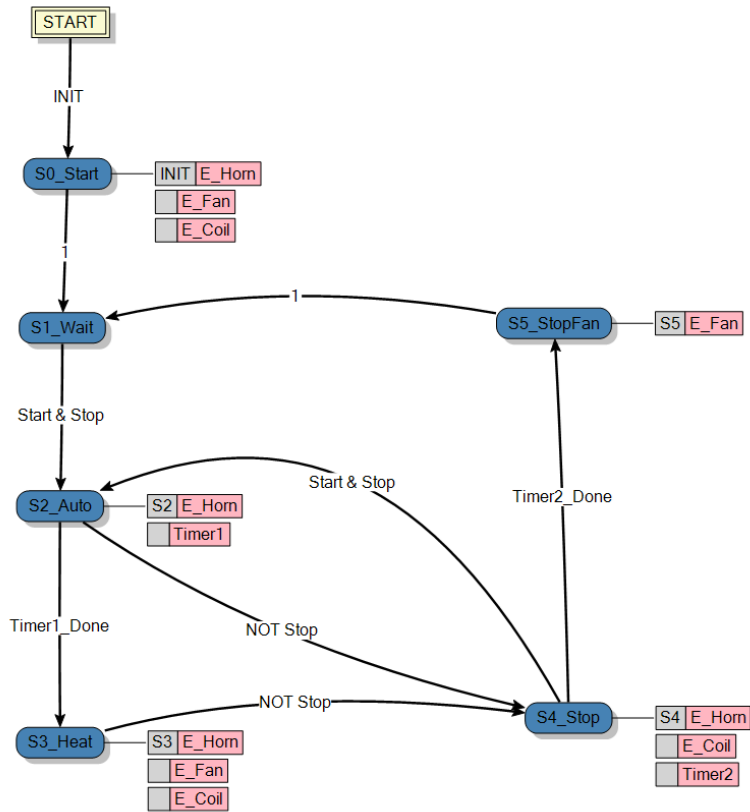 START
INIT
S0_Start
INIT E_Horn
E_Fan
E_Coil
1
1
S1_Wait
S5_StopFan
S5 E_Fan
Start & Stop
Start & Stop
Timer2_Done
S2_Auto
S2 E_Horn
Timer1
Timer1_Done
NOT Stop
NOT Stop
S3_Heat
S3 E_Horn
E_Fan
E_Coil
S4_Stop
S4 E_Horn
E_Coil
Timer2